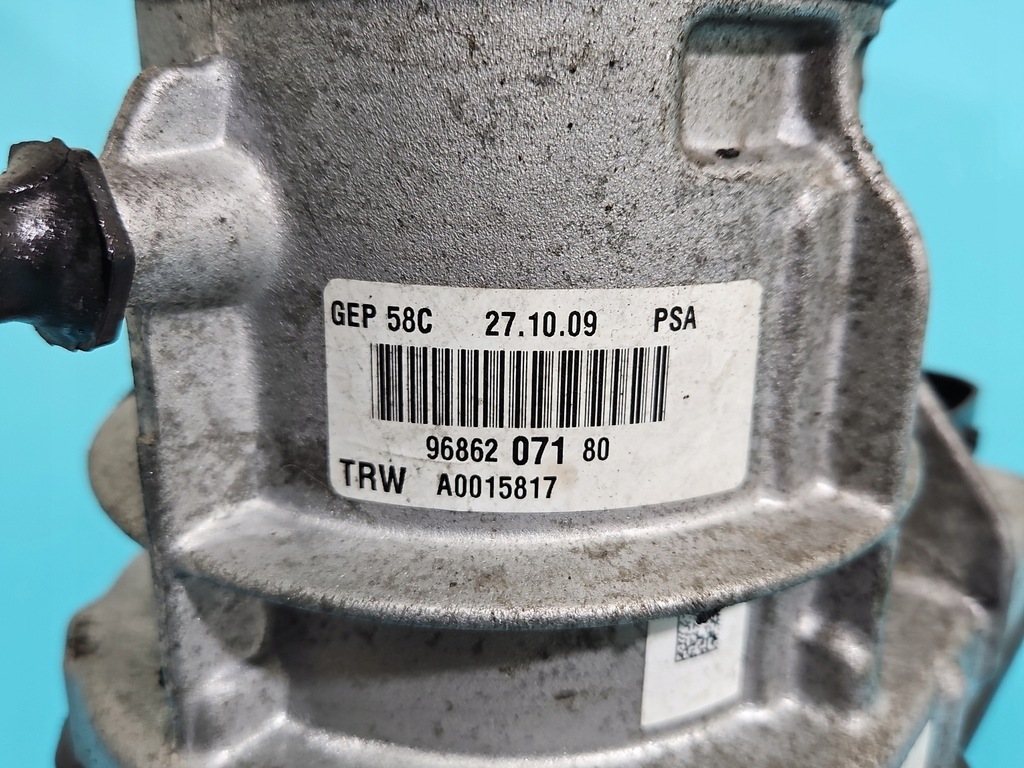 GEP 58C 27.10.09 PSA
96862 071 80
TRW A0015817